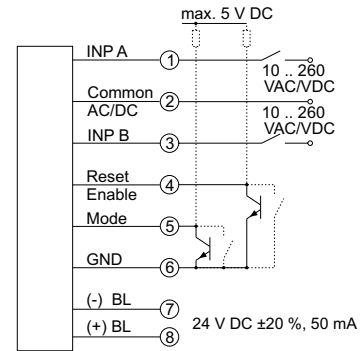 max. 5 V DC
INP A
1
10 .. 260
VAC/VDC
Common
AC/DC
2
10 .. 260
VAC/VDC
INP B
3
Reset
Enable
4
Mode
5
GND
6
(-) BL
7
(+) BL
8
24 V DC ±20 %, 50 mA